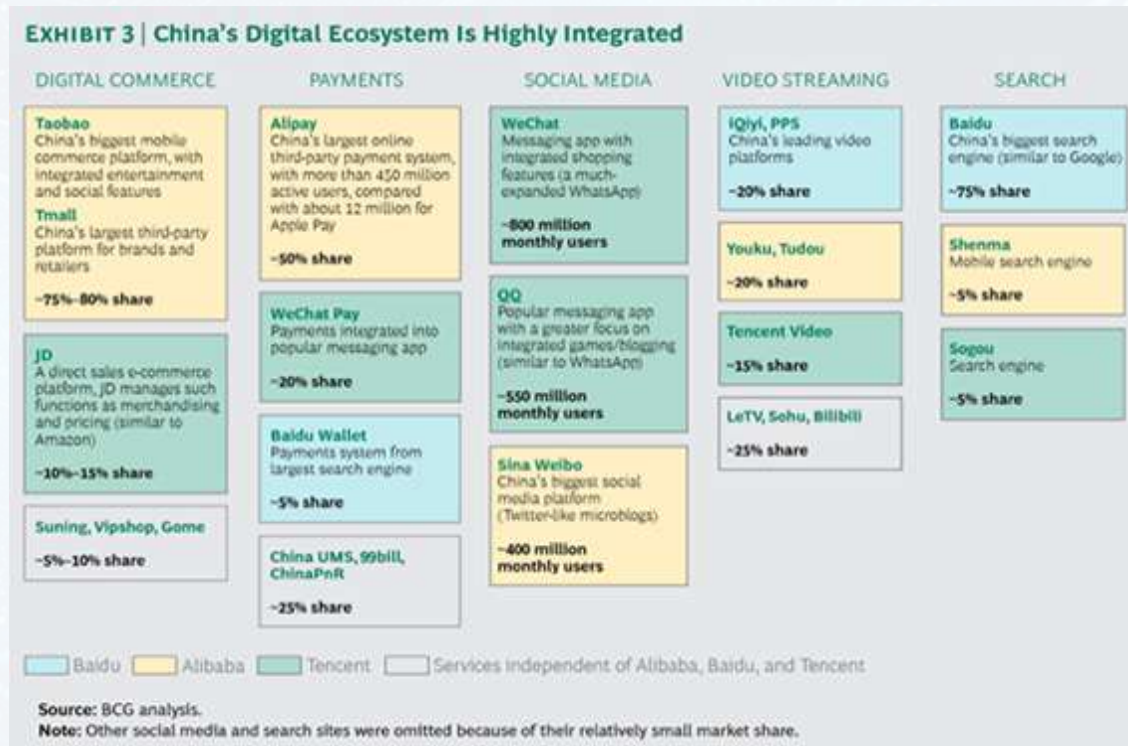 EXHIBIT 3 | China's Digital Ecosystem Is Highly Integrated
DIGITAL COMMERCE
Taobao
China's biggest mobile
commerce platform, with
integrated entertainment
and social features
Tmall
China's largest third-party
platform for brands and
retailers
~75%–80% share
JD
A direct sales e-commerce
platform, JD manages such
functions as merchandising
and pricing (similar to
Amazon)
~10%–15% share
Suning, Vipshop, Gome
~5%–10% share
PAYMENTS
Alipay
China's largest online
third-party payment system,
with more than 450 million
active users, compared
with about 12 million for
Apple Pay
~50% share
WeChat Pay
Payments integrated into
popular messaging app
~20% share
Baidu Wallet
Payments system from
largest search engine
~5% share
China UMS, 99bill,
ChinaPnR
~25% share
SOCIAL MEDIA
WeChat
Messaging app with
integrated shopping
features (a much-
expanded WhatsApp)
~800 million
monthly users
QQ
Popular messaging app
with a greater focus on
integrated games/blogging
(similar to WhatsApp)
~550 million
monthly users
Sina Weibo
China's biggest social
media platform
(Twitter-like microblogs)
~400 million
monthly users
VIDEO STREAMING
iQiyi, PPS
China's leading video
platforms
~20% share
Youku, Tudou
~20% share
Tencent Video
~15% share
LeTV, Sohu, Bilibili
~25% share
SEARCH
Baidu
China's biggest search
engine (similar to Google)
~75% share
Shenma
Mobile search engine
~5% share
Sogou
Search engine
~5% share
Baidu Alibaba Tencent Services independent of Alibaba, Baidu, and Tencent
Source: BCG analysis.
Note: Other social media and search sites were omitted because of their relatively small market share.